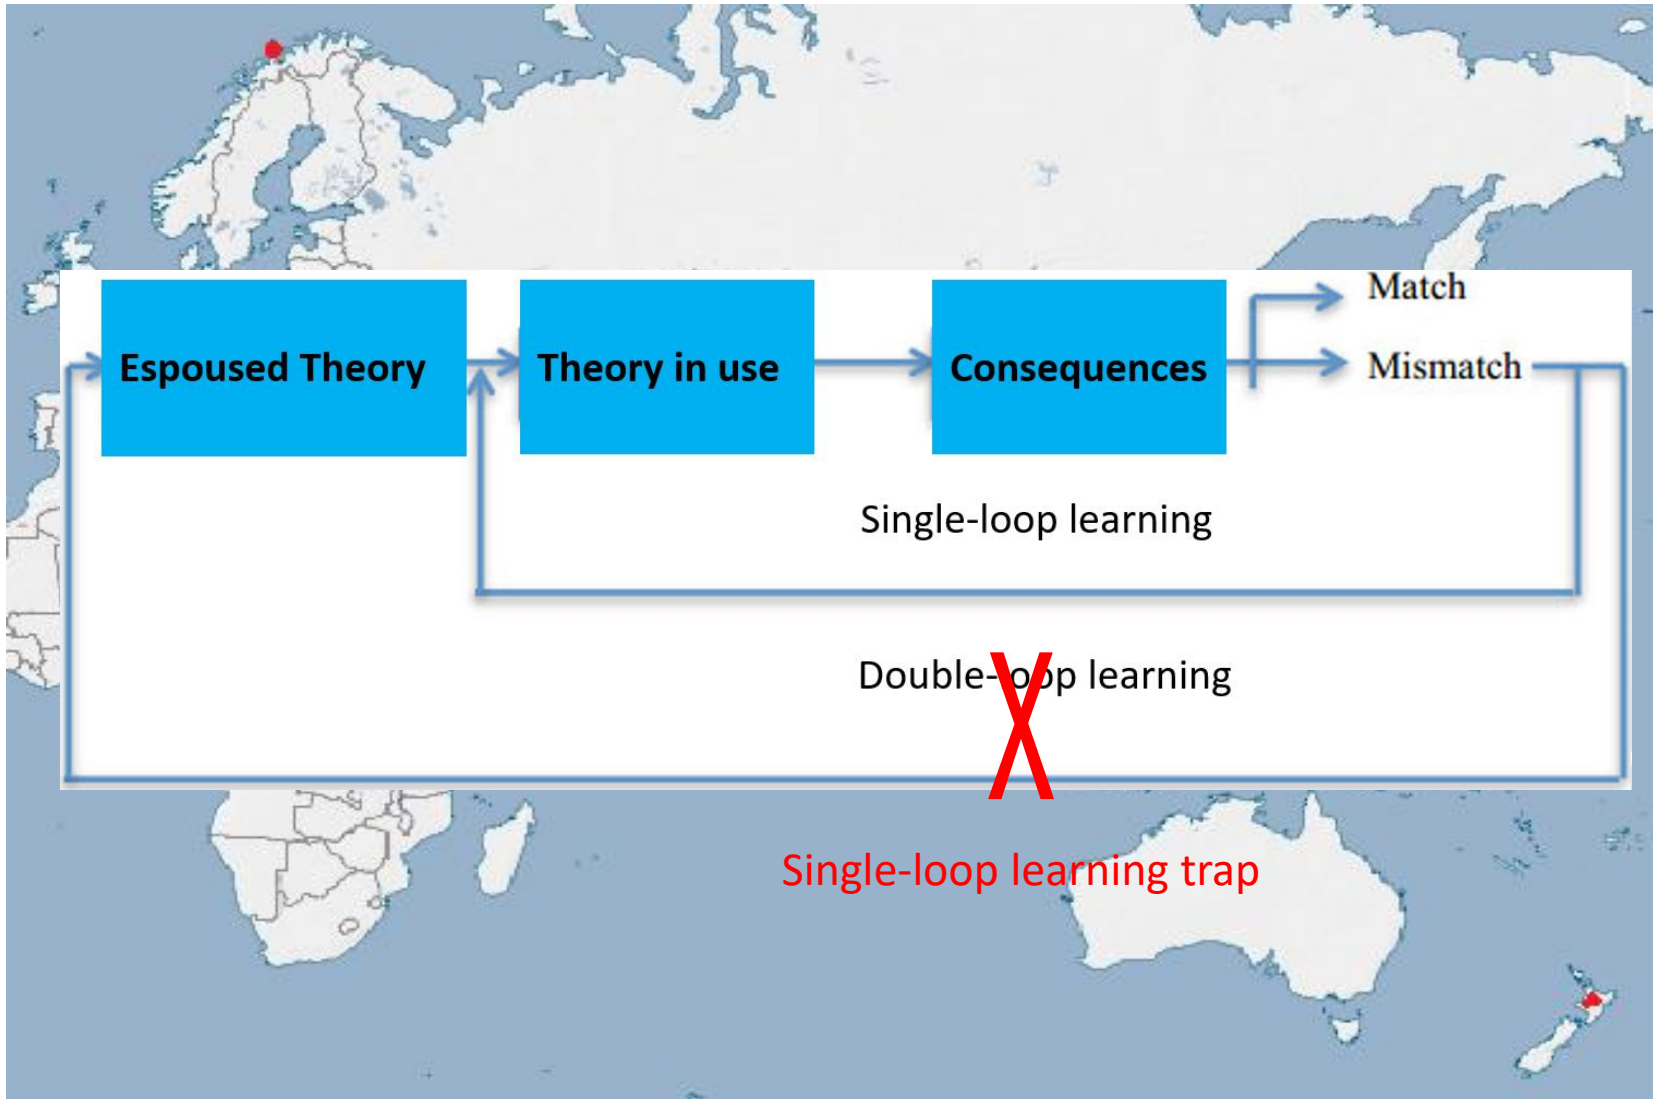 Match
Espoused Theory
Theory in use
Consequences
Mismatch
Single-loop learning
Double-loop learning
X
Single-loop learning trap